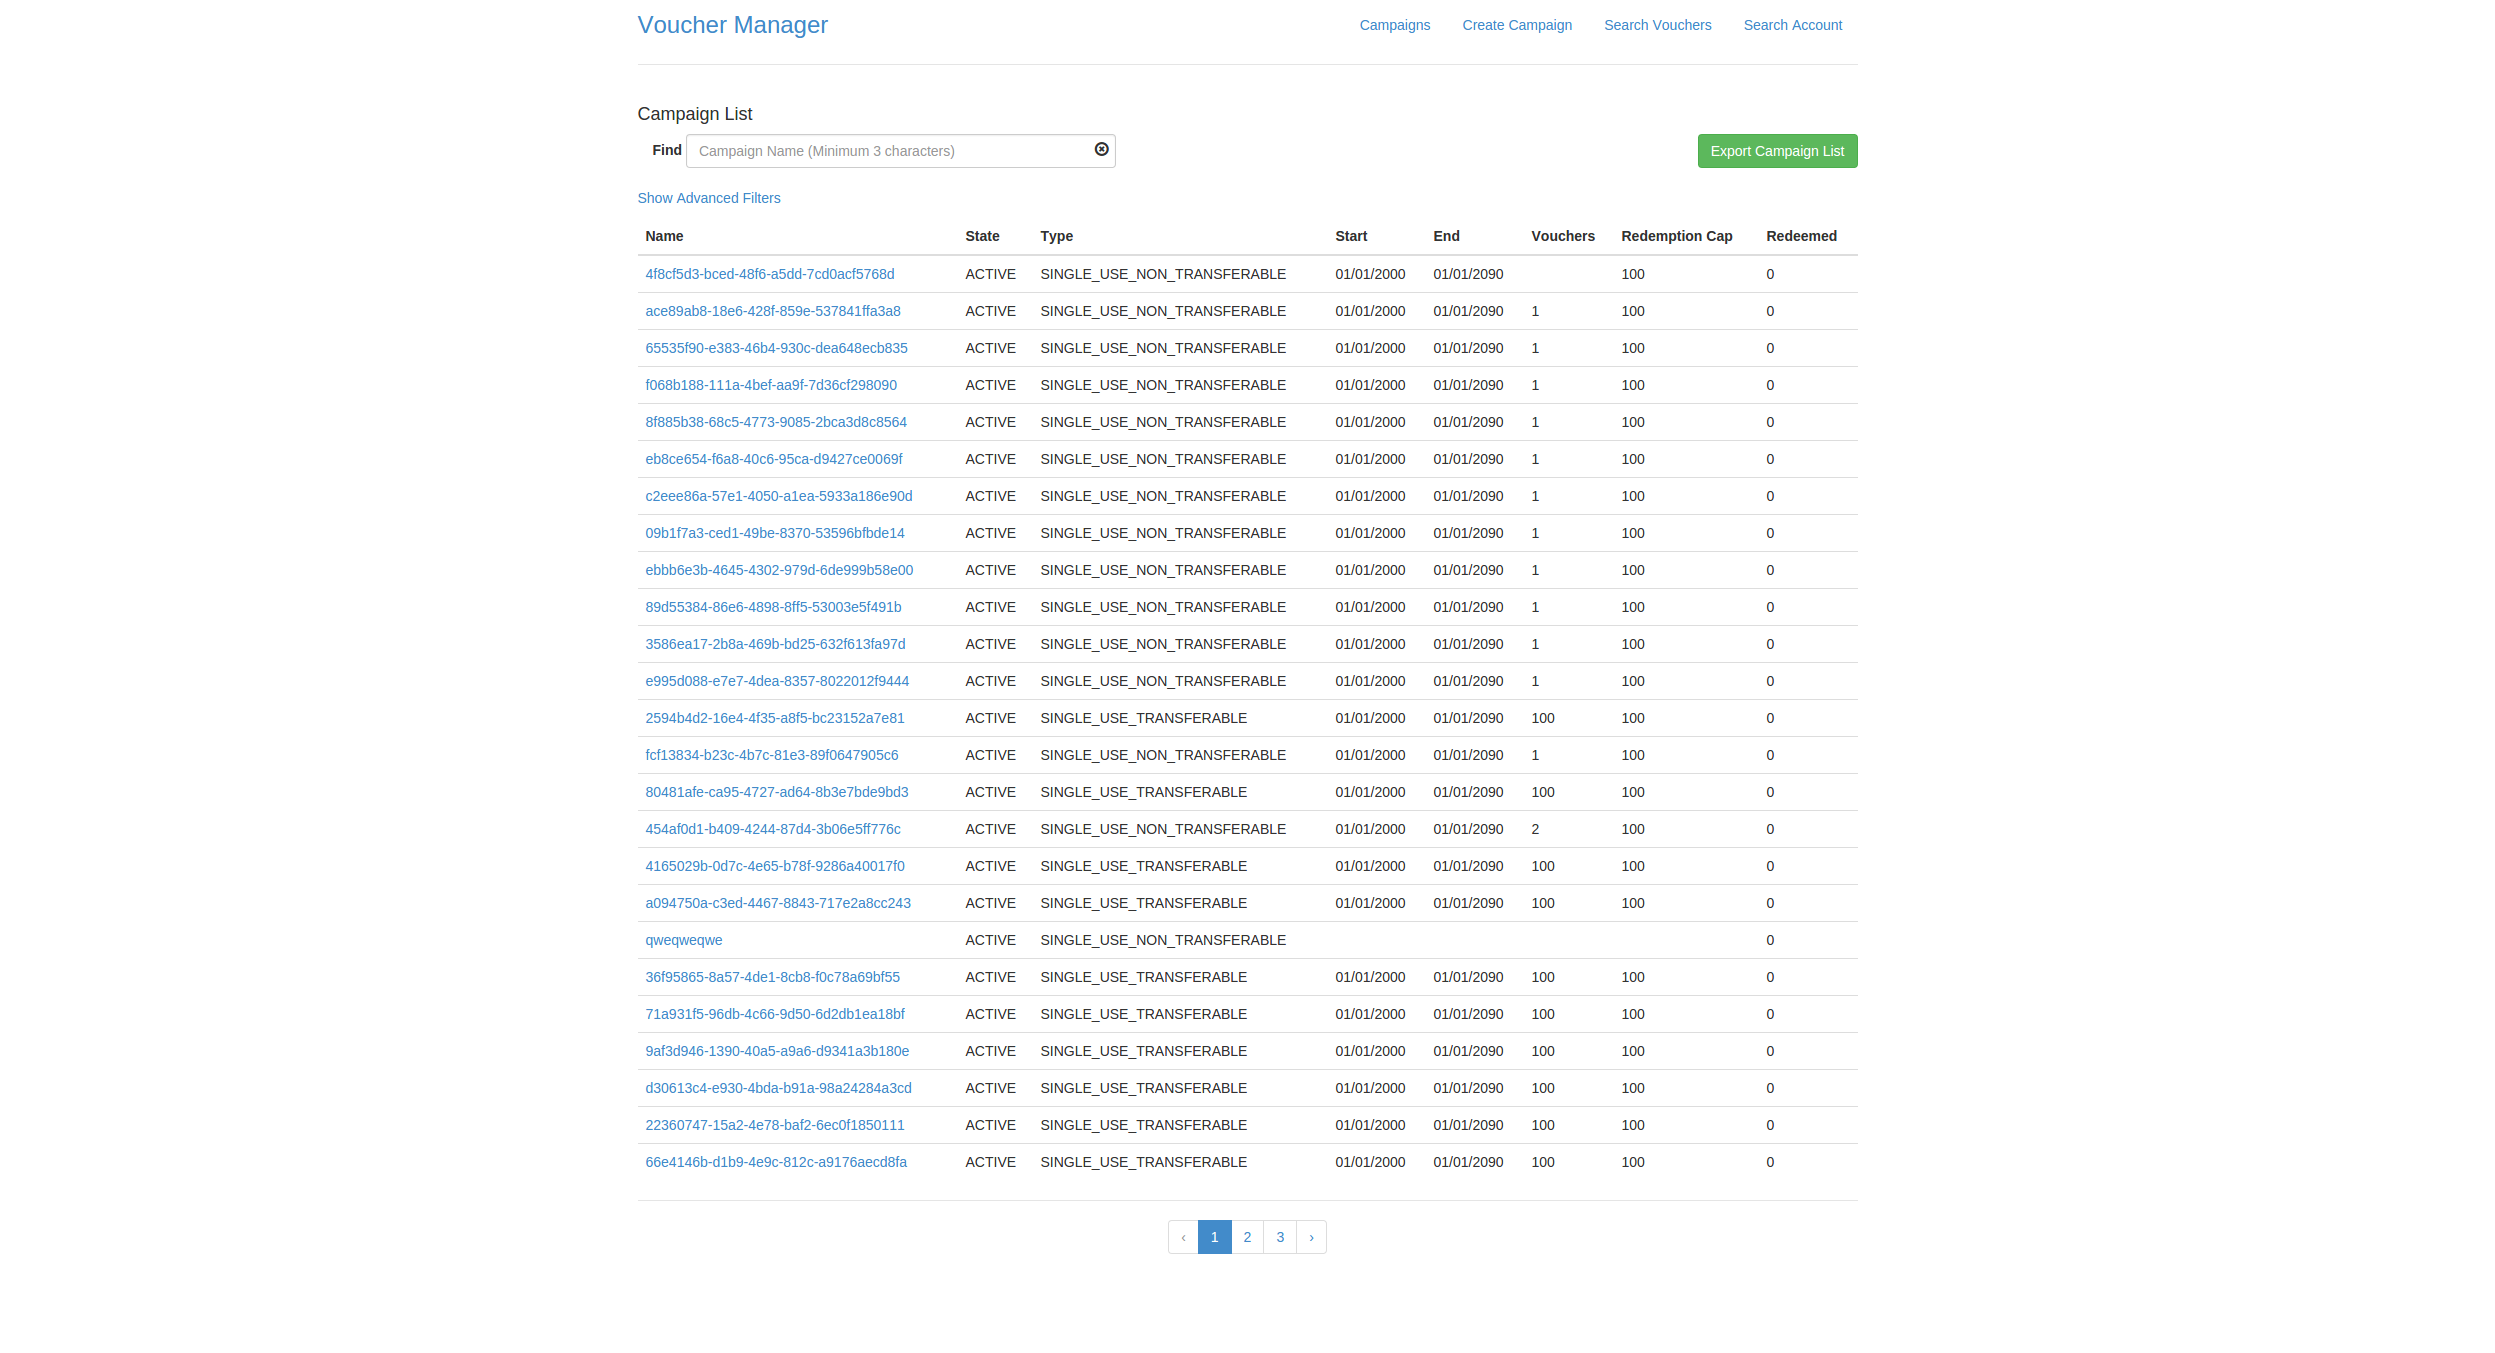 Voucher Manager Campaigns Create Campaign Search Vouchers Search Account
Campaign List
Find Campaign Name (Minimum 3 characters) Export Campaign List
Show Advanced Filters
Name State Type Start End Vouchers Redemption Cap Redeemed
4f8cf5d3-bced-48f6-a5dd-7cd0acf5768d ACTIVE SINGLE_USE_NON_TRANSFERABLE 01/01/2000 01/01/2090 100 0
ace89ab8-18e6-428f-859e-537841ffa3a8 ACTIVE SINGLE_USE_NON_TRANSFERABLE 01/01/2000 01/01/2090 1 100 0
65535f90-e383-46b4-930c-dea648ecb835 ACTIVE SINGLE_USE_NON_TRANSFERABLE 01/01/2000 01/01/2090 1 100 0
f068b188-111a-4bef-aa9f-7d36cf298090 ACTIVE SINGLE_USE_NON_TRANSFERABLE 01/01/2000 01/01/2090 1 100 0
8f885b38-68c5-4773-9085-2bca3d8c8564 ACTIVE SINGLE_USE_NON_TRANSFERABLE 01/01/2000 01/01/2090 1 100 0
eb8ce654-f6a8-40c6-95ca-d9427ce0069f ACTIVE SINGLE_USE_NON_TRANSFERABLE 01/01/2000 01/01/2090 1 100 0
c2eee86a-57e1-4050-a1ea-5933a186e90d ACTIVE SINGLE_USE_NON_TRANSFERABLE 01/01/2000 01/01/2090 1 100 0
09b1f7a3-ced1-49be-8370-53596bfbde14 ACTIVE SINGLE_USE_NON_TRANSFERABLE 01/01/2000 01/01/2090 1 100 0
ebbb6e3b-4645-4302-979d-6de999b58e00 ACTIVE SINGLE_USE_NON_TRANSFERABLE 01/01/2000 01/01/2090 1 100 0
89d55384-86e6-4898-8ff5-53003e5f491b ACTIVE SINGLE_USE_NON_TRANSFERABLE 01/01/2000 01/01/2090 1 100 0
3586ea17-2b8a-469b-bd25-632f613fa97d ACTIVE SINGLE_USE_NON_TRANSFERABLE 01/01/2000 01/01/2090 1 100 0
e995d088-e7e7-4dea-8357-8022012f9444 ACTIVE SINGLE_USE_NON_TRANSFERABLE 01/01/2000 01/01/2090 1 100 0
2594b4d2-16e4-4f35-a8f5-bc23152a7e81 ACTIVE SINGLE_USE_TRANSFERABLE 01/01/2000 01/01/2090 100 100 0
fcf13834-b23c-4b7c-81e3-89f0647905c6 ACTIVE SINGLE_USE_NON_TRANSFERABLE 01/01/2000 01/01/2090 1 100 0
80481afe-ca95-4727-ad64-8b3e7bde9bd3 ACTIVE SINGLE_USE_TRANSFERABLE 01/01/2000 01/01/2090 100 100 0
454af0d1-b409-4244-87d4-3b06e5ff776c ACTIVE SINGLE_USE_NON_TRANSFERABLE 01/01/2000 01/01/2090 2 100 0
4165029b-0d7c-4e65-b78f-9286a40017f0 ACTIVE SINGLE_USE_TRANSFERABLE 01/01/2000 01/01/2090 100 100 0
a094750a-c3ed-4467-8843-717e2a8cc243 ACTIVE SINGLE_USE_TRANSFERABLE 01/01/2000 01/01/2090 100 100 0
qweqweqwe ACTIVE SINGLE_USE_NON_TRANSFERABLE 0
36f95865-8a57-4de1-8cb8-f0c78a69bf55 ACTIVE SINGLE_USE_TRANSFERABLE 01/01/2000 01/01/2090 100 100 0
71a931f5-96db-4c66-9d50-6d2db1ea18bf ACTIVE SINGLE_USE_TRANSFERABLE 01/01/2000 01/01/2090 100 100 0
9af3d946-1390-40a5-a9a6-d9341a3b180e ACTIVE SINGLE_USE_TRANSFERABLE 01/01/2000 01/01/2090 100 100 0
d30613c4-e930-4bda-b91a-98a24284a3cd ACTIVE SINGLE_USE_TRANSFERABLE 01/01/2000 01/01/2090 100 100 0
22360747-15a2-4e78-baf2-6ec0f1850111 ACTIVE SINGLE_USE_TRANSFERABLE 01/01/2000 01/01/2090 100 100 0
66e4146b-d1b9-4e9c-812c-a9176aecd8fa ACTIVE SINGLE_USE_TRANSFERABLE 01/01/2000 01/01/2090 100 100 0
‹ 1 2 3 ›